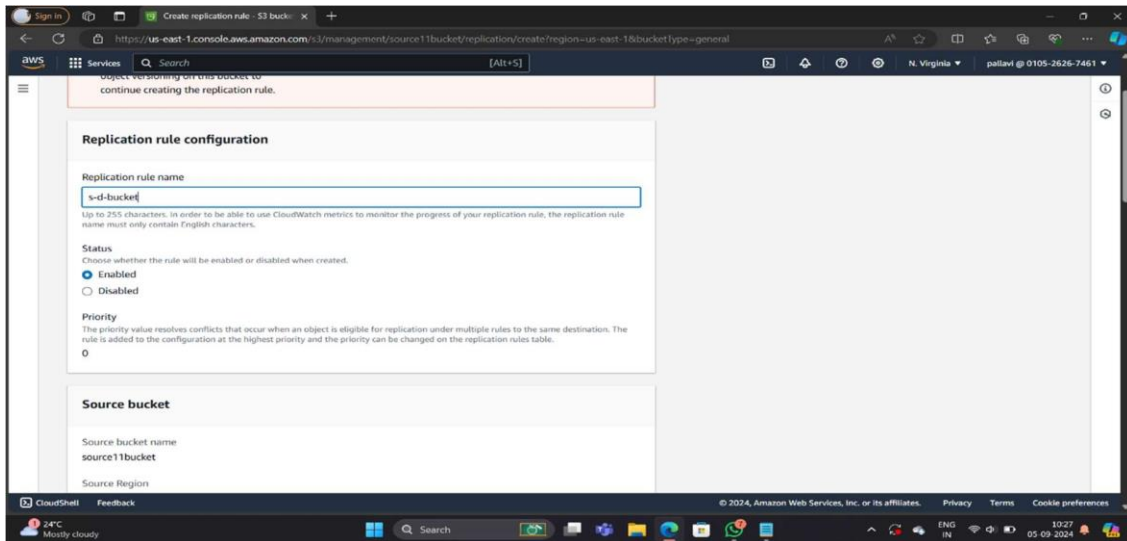 Sign in
Create replication rule - S3 bucke
https://us-east-1.console.aws.amazon.com/s3/management/source11bucket/replication/create?region=us-east-1&bucketType=general
aws
Services
Search
[Alt+S]
N. Virginia
pallavi @ 0105-2626-7461
object versioning on this bucket to
continue creating the replication rule.
Replication rule configuration
Replication rule name
s-d-bucket
Up to 255 characters. In order to be able to use CloudWatch metrics to monitor the progress of your replication rule, the replication rule
name must only contain English characters.
Status
Choose whether the rule will be enabled or disabled when created.
Enabled
Disabled
Priority
The priority value resolves conflicts that occur when an object is eligible for replication under multiple rules to the same destination. The
rule is added to the configuration at the highest priority and the priority can be changed on the replication rules table.
0
Source bucket
Source bucket name
source11bucket
Source Region
CloudShell
Feedback
© 2024, Amazon Web Services, Inc. or its affiliates.
Privacy
Terms
Cookie preferences
1
24°C
Mostly cloudy
Search
ENG
IN
10:27
05-09-2024